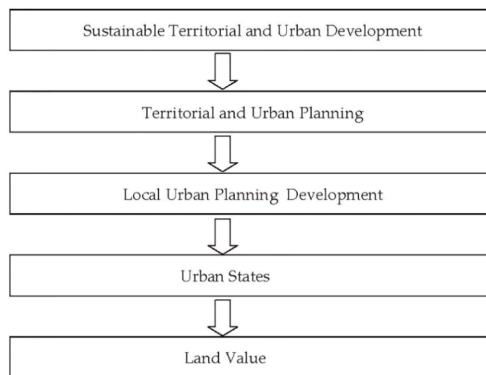 Sustainable Territorial and Urban Development
Territorial and Urban Planning
Local Urban Planning Development
Urban States
Land Value